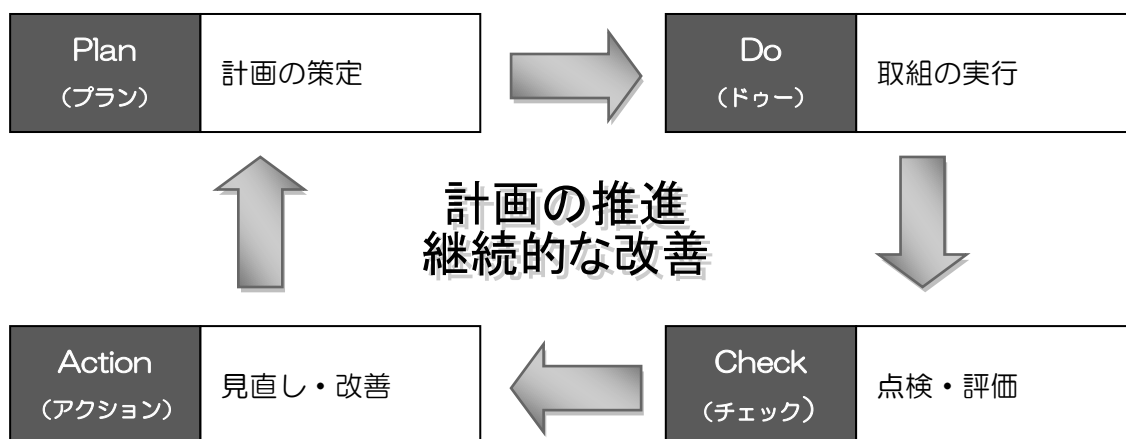 Plan
（プラン）
計画の策定
Do
（ドゥー）
取組の実行
計画の推進
継続的な改善
Action
（アクション）
見直し・改善
Check
（チェック）
点検・評価